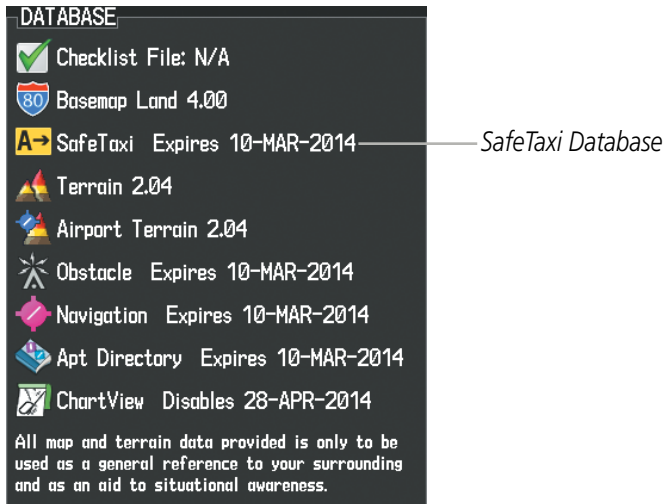 DATABASE
Checklist File: N/A
80 Basemap Land 4.00
A→ SafeTaxi Expires 10-MAR-2014 SafeTaxi Database
Terrain 2.04
Airport Terrain 2.04
Obstacle Expires 10-MAR-2014
Navigation Expires 10-MAR-2014
Apt Directory Expires 10-MAR-2014
ChartView Disables 28-APR-2014
All map and terrain data provided is only to be
used as a general reference to your surrounding
and as an aid to situational awareness.